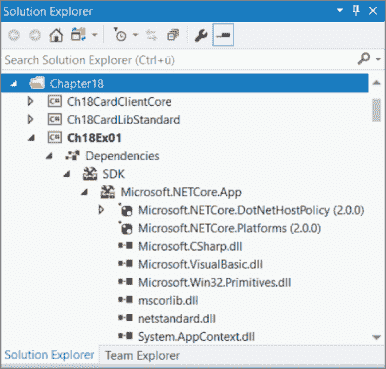 Solution Explorer
Search Solution Explorer (Ctrl+ü)
Chapter18
C# Ch18CardClientCore
C# Ch18CardLibStandard
C# Ch18Ex01
Dependencies
SDK
Microsoft.NETCore.App
Microsoft.NETCore.DotNetHostPolicy (2.0.0)
Microsoft.NETCore.Platforms (2.0.0)
Microsoft.CSharp.dll
Microsoft.VisualBasic.dll
Microsoft.Win32.Primitives.dll
mscorlib.dll
netstandard.dll
System.AppContext.dll
Solution Explorer Team Explorer